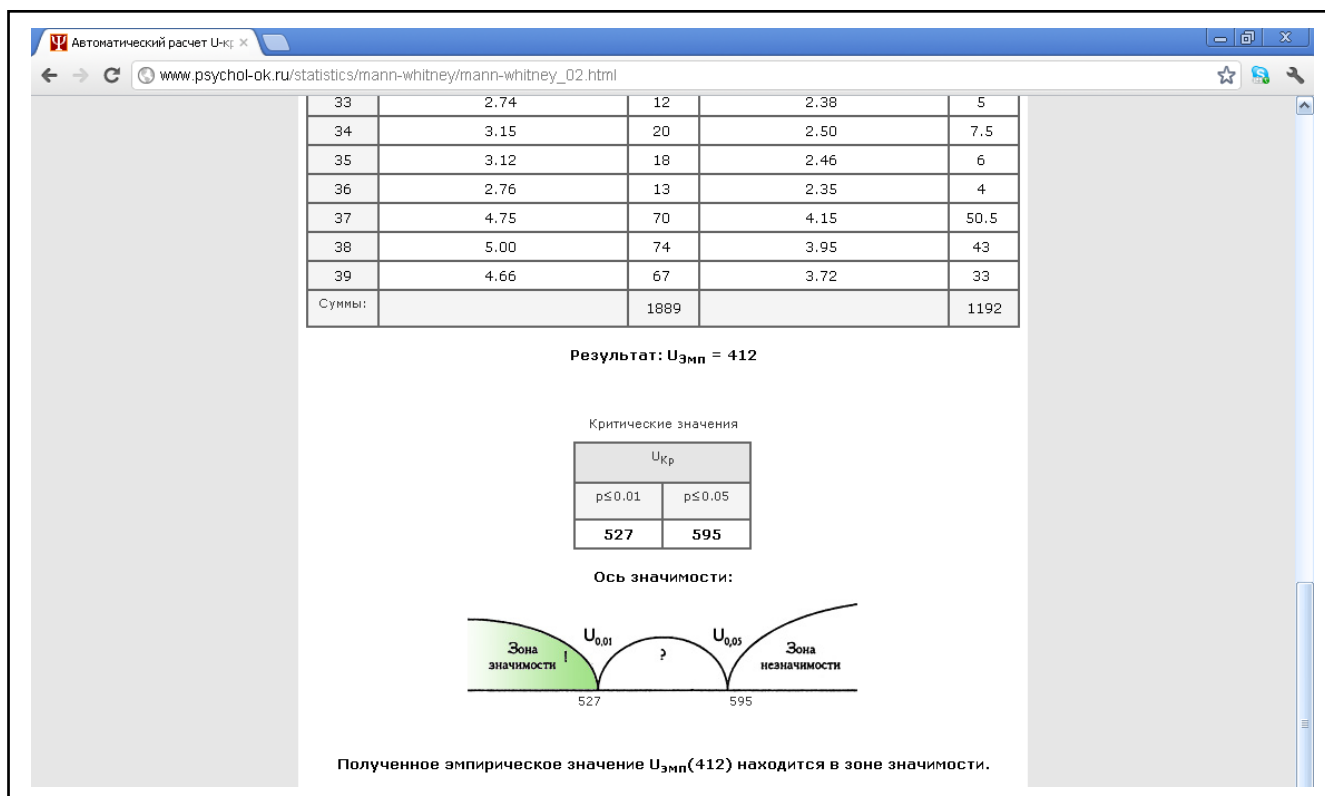 Автоматический расчет U-кр
www.psychol-ok.ru/statistics/mann-whitney/mann-whitney_02.html
33 2.74 12 2.38 5
34 3.15 20 2.50 7.5
35 3.12 18 2.46 6
36 2.76 13 2.35 4
37 4.75 70 4.15 50.5
38 5.00 74 3.95 43
39 4.66 67 3.72 33
Суммы: 1889 1192
Результат: UЭмп = 412
Критические значения
UКр
p≤0.01 p≤0.05
527 595
Ось значимости:
U0,01 U0,05
Зона ! ? Зона
значимости незначимости
527 595
Полученное эмпирическое значение Uэмп(412) находится в зоне значимости.